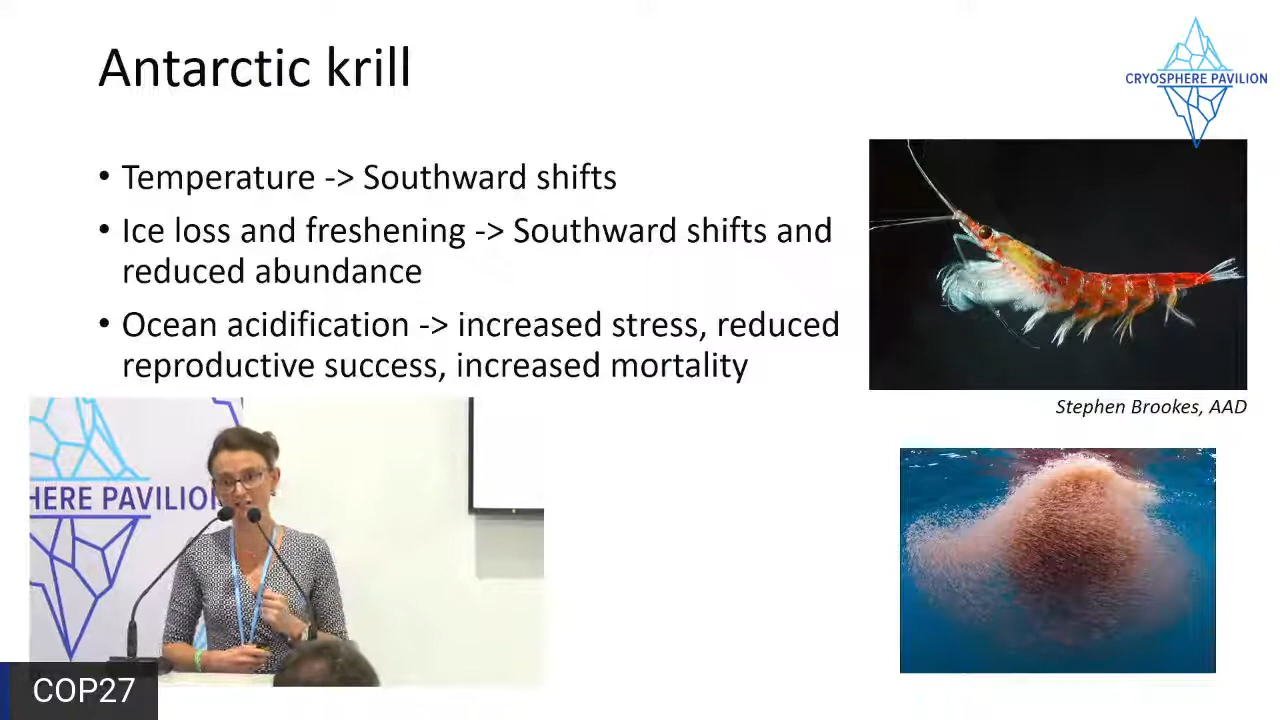 Antarctic krill
CRYOSPHERE PAVILION
• Temperature -> Southward shifts
• Ice loss and freshening -> Southward shifts and
reduced abundance
• Ocean acidification -> increased stress, reduced
reproductive success, increased mortality
Stephen Brookes, AAD
HERE PAVILION
COP27